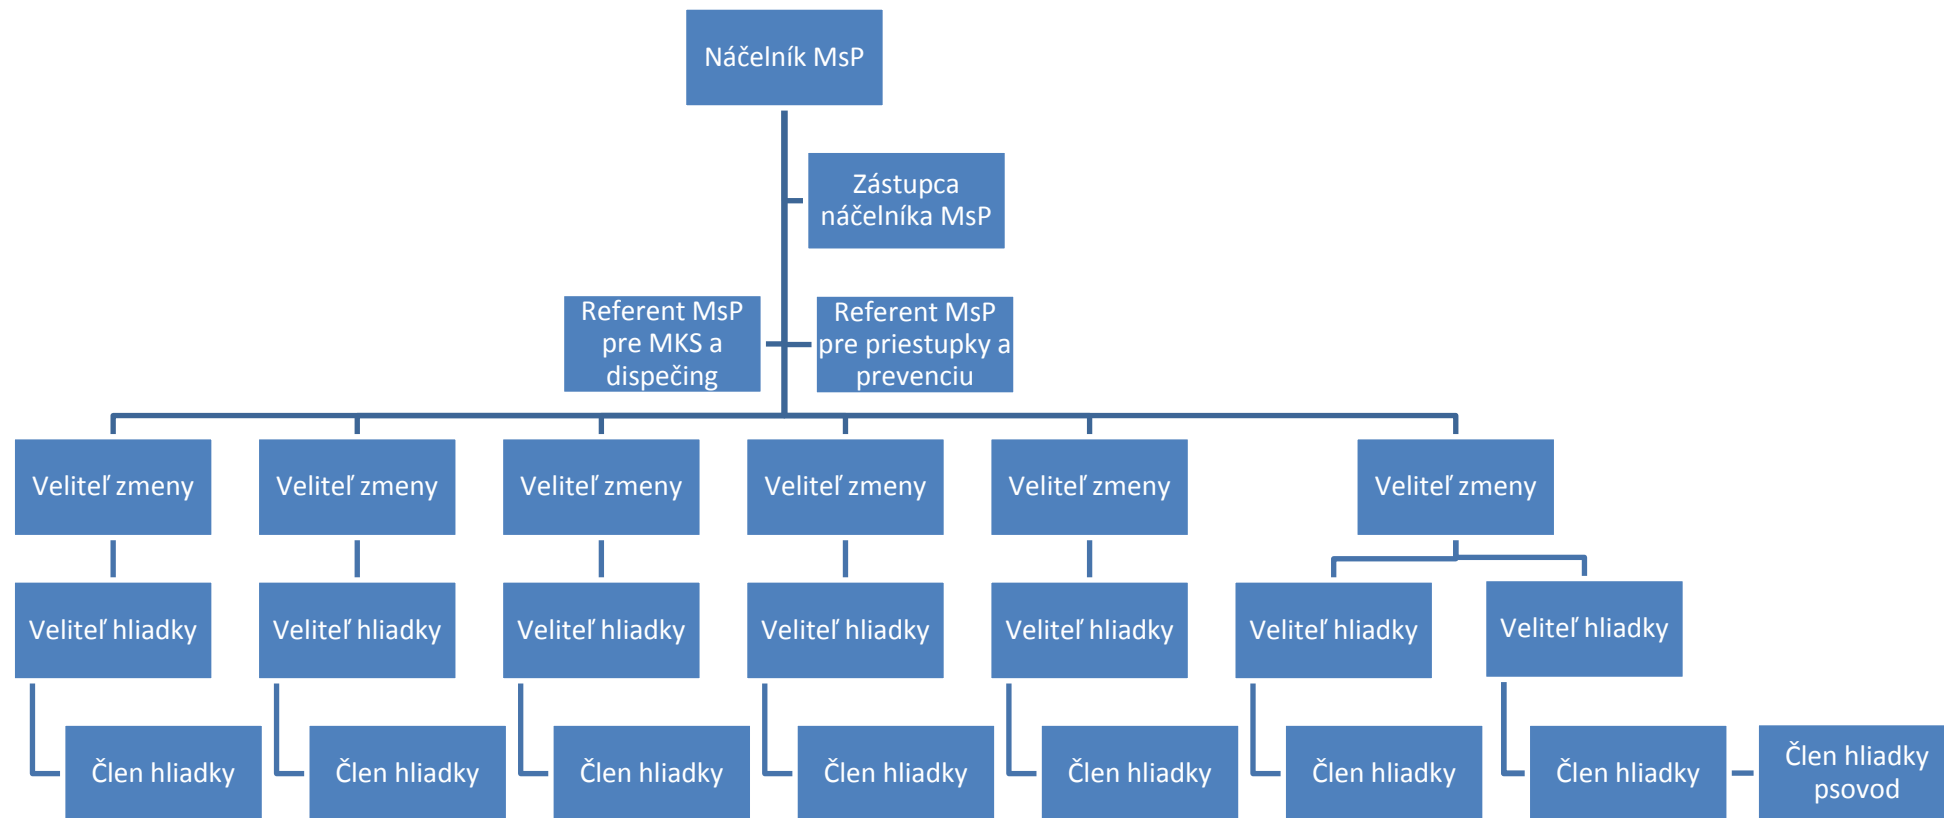 Náčelník MsP
Zástupca
náčelníka MsP
Referent MsP
pre MKS a
dispečing
Referent MsP
pre priestupky a
prevenciu
Veliteľ zmeny
Veliteľ zmeny
Veliteľ zmeny
Veliteľ zmeny
Veliteľ zmeny
Veliteľ zmeny
Veliteľ hliadky
Veliteľ hliadky
Veliteľ hliadky
Veliteľ hliadky
Veliteľ hliadky
Veliteľ hliadky
Veliteľ hliadky
Člen hliadky
Člen hliadky
Člen hliadky
Člen hliadky
Člen hliadky
Člen hliadky
Člen hliadky
Člen hliadky
psovod